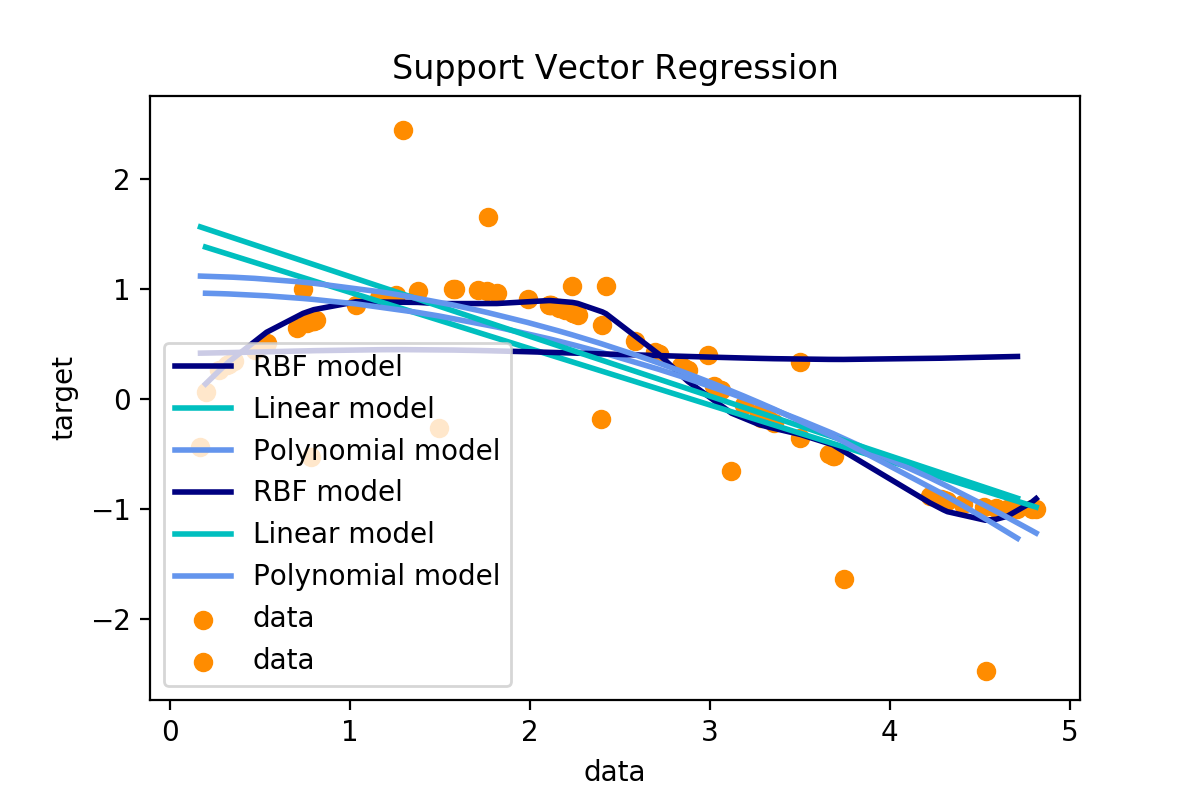 Support Vector Regression
target
2
1
0
−1
−2
RBF model
Linear model
Polynomial model
RBF model
Linear model
Polynomial model
data
data
0 1 2 3 4 5
data